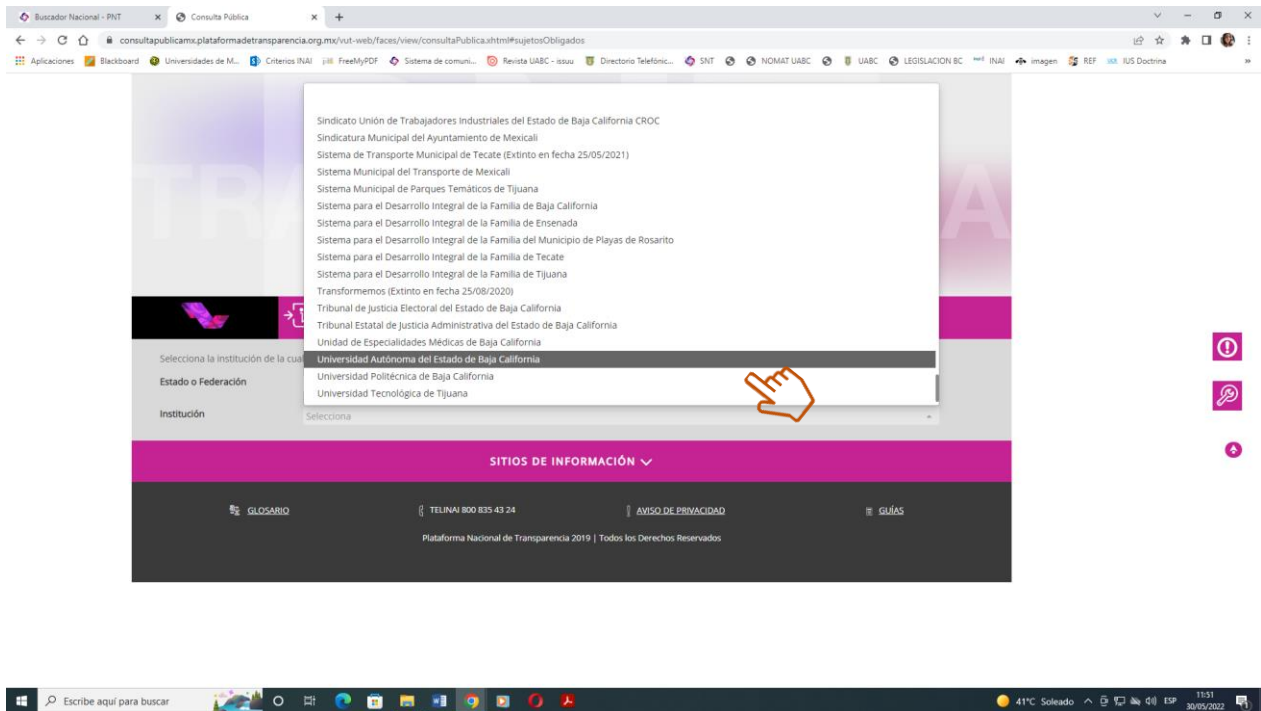 Buscador Nacional - PNT
Consulta Pública
consultapublicamx.plataformadetransparencia.org.mx/vut-web/faces/view/consultaPublica.xhtml#sujetosObligados
Aplicaciones Blackboard Universidades de M... Criterios INAI FreeMyPDF Sistema de comuni... Revista UABC - issuu Directorio Telefónic... SNT NOMAT UABC UABC LEGISLACION BC INAI imagen REF JUS Doctrina
Sindicato Unión de Trabajadores Industriales del Estado de Baja California CROC
Sindicatura Municipal del Ayuntamiento de Mexicali
Sistema de Transporte Municipal de Tecate (Extinto en fecha 25/05/2021)
Sistema Municipal del Transporte de Mexicali
Sistema Municipal de Parques Temáticos de Tijuana
Sistema para el Desarrollo Integral de la Familia de Baja California
Sistema para el Desarrollo Integral de la Familia de Ensenada
Sistema para el Desarrollo Integral de la Familia del Municipio de Playas de Rosarito
Sistema para el Desarrollo Integral de la Familia de Tecate
Sistema para el Desarrollo Integral de la Familia de Tijuana
Transformemos (Extinto en fecha 25/08/2020)
Tribunal de Justicia Electoral del Estado de Baja California
Tribunal Estatal de Justicia Administrativa del Estado de Baja California
Unidad de Especialidades Médicas de Baja California
Selecciona la institución de la cua
Universidad Autónoma del Estado de Baja California
Estado o Federación
Universidad Politécnica de Baja California
Universidad Tecnológica de Tijuana
Institución
Selecciona
SITIOS DE INFORMACIÓN
GLOSARIO
TELINAI 800 835 43 24
AVISO DE PRIVACIDAD
GUÍAS
Plataforma Nacional de Transparencia 2019 | Todos los Derechos Reservados
Escribe aquí para buscar
41°C Soleado
ESP
11:51
30/05/2022